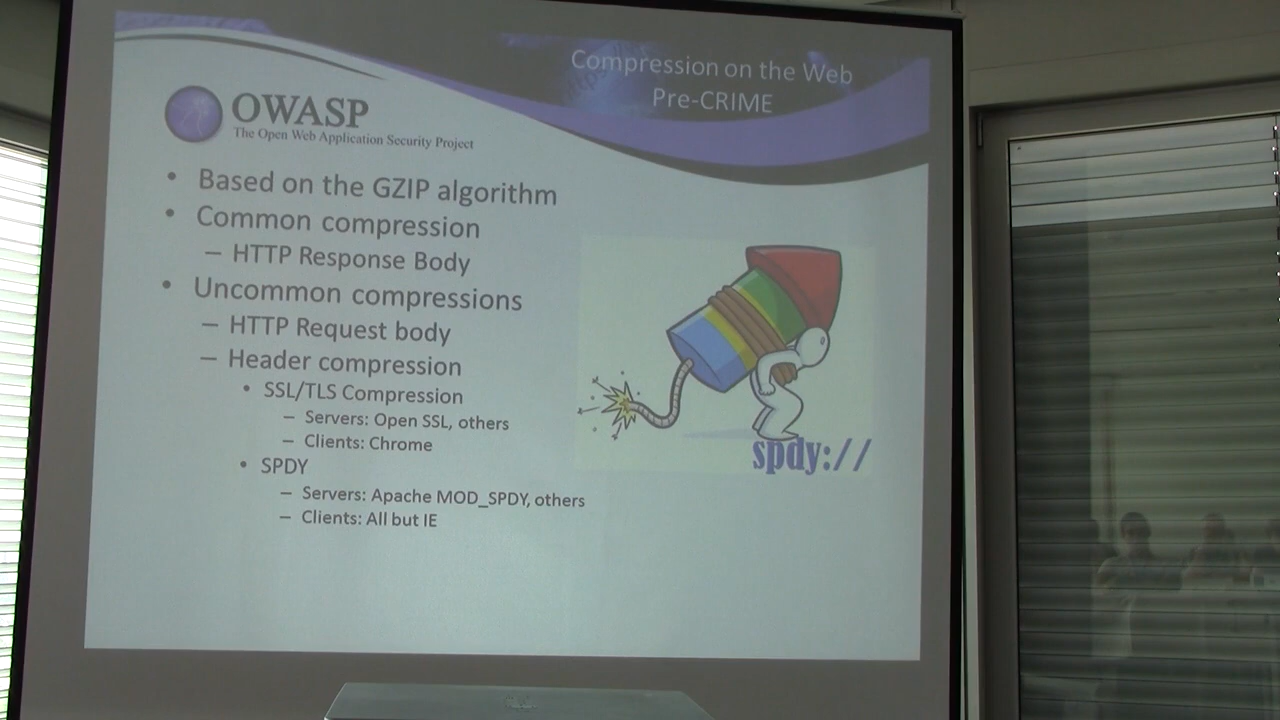 Compression on the Web
Pre-CRIME
OWASP
The Open Web Application Security Project
• Based on the GZIP algorithm
• Common compression
– HTTP Response Body
• Uncommon compressions
– HTTP Request body
– Header compression
• SSL/TLS Compression
– Servers: Open SSL, others
– Clients: Chrome
• SPDY
– Servers: Apache MOD_SPDY, others
– Clients: All but IE
spdy://